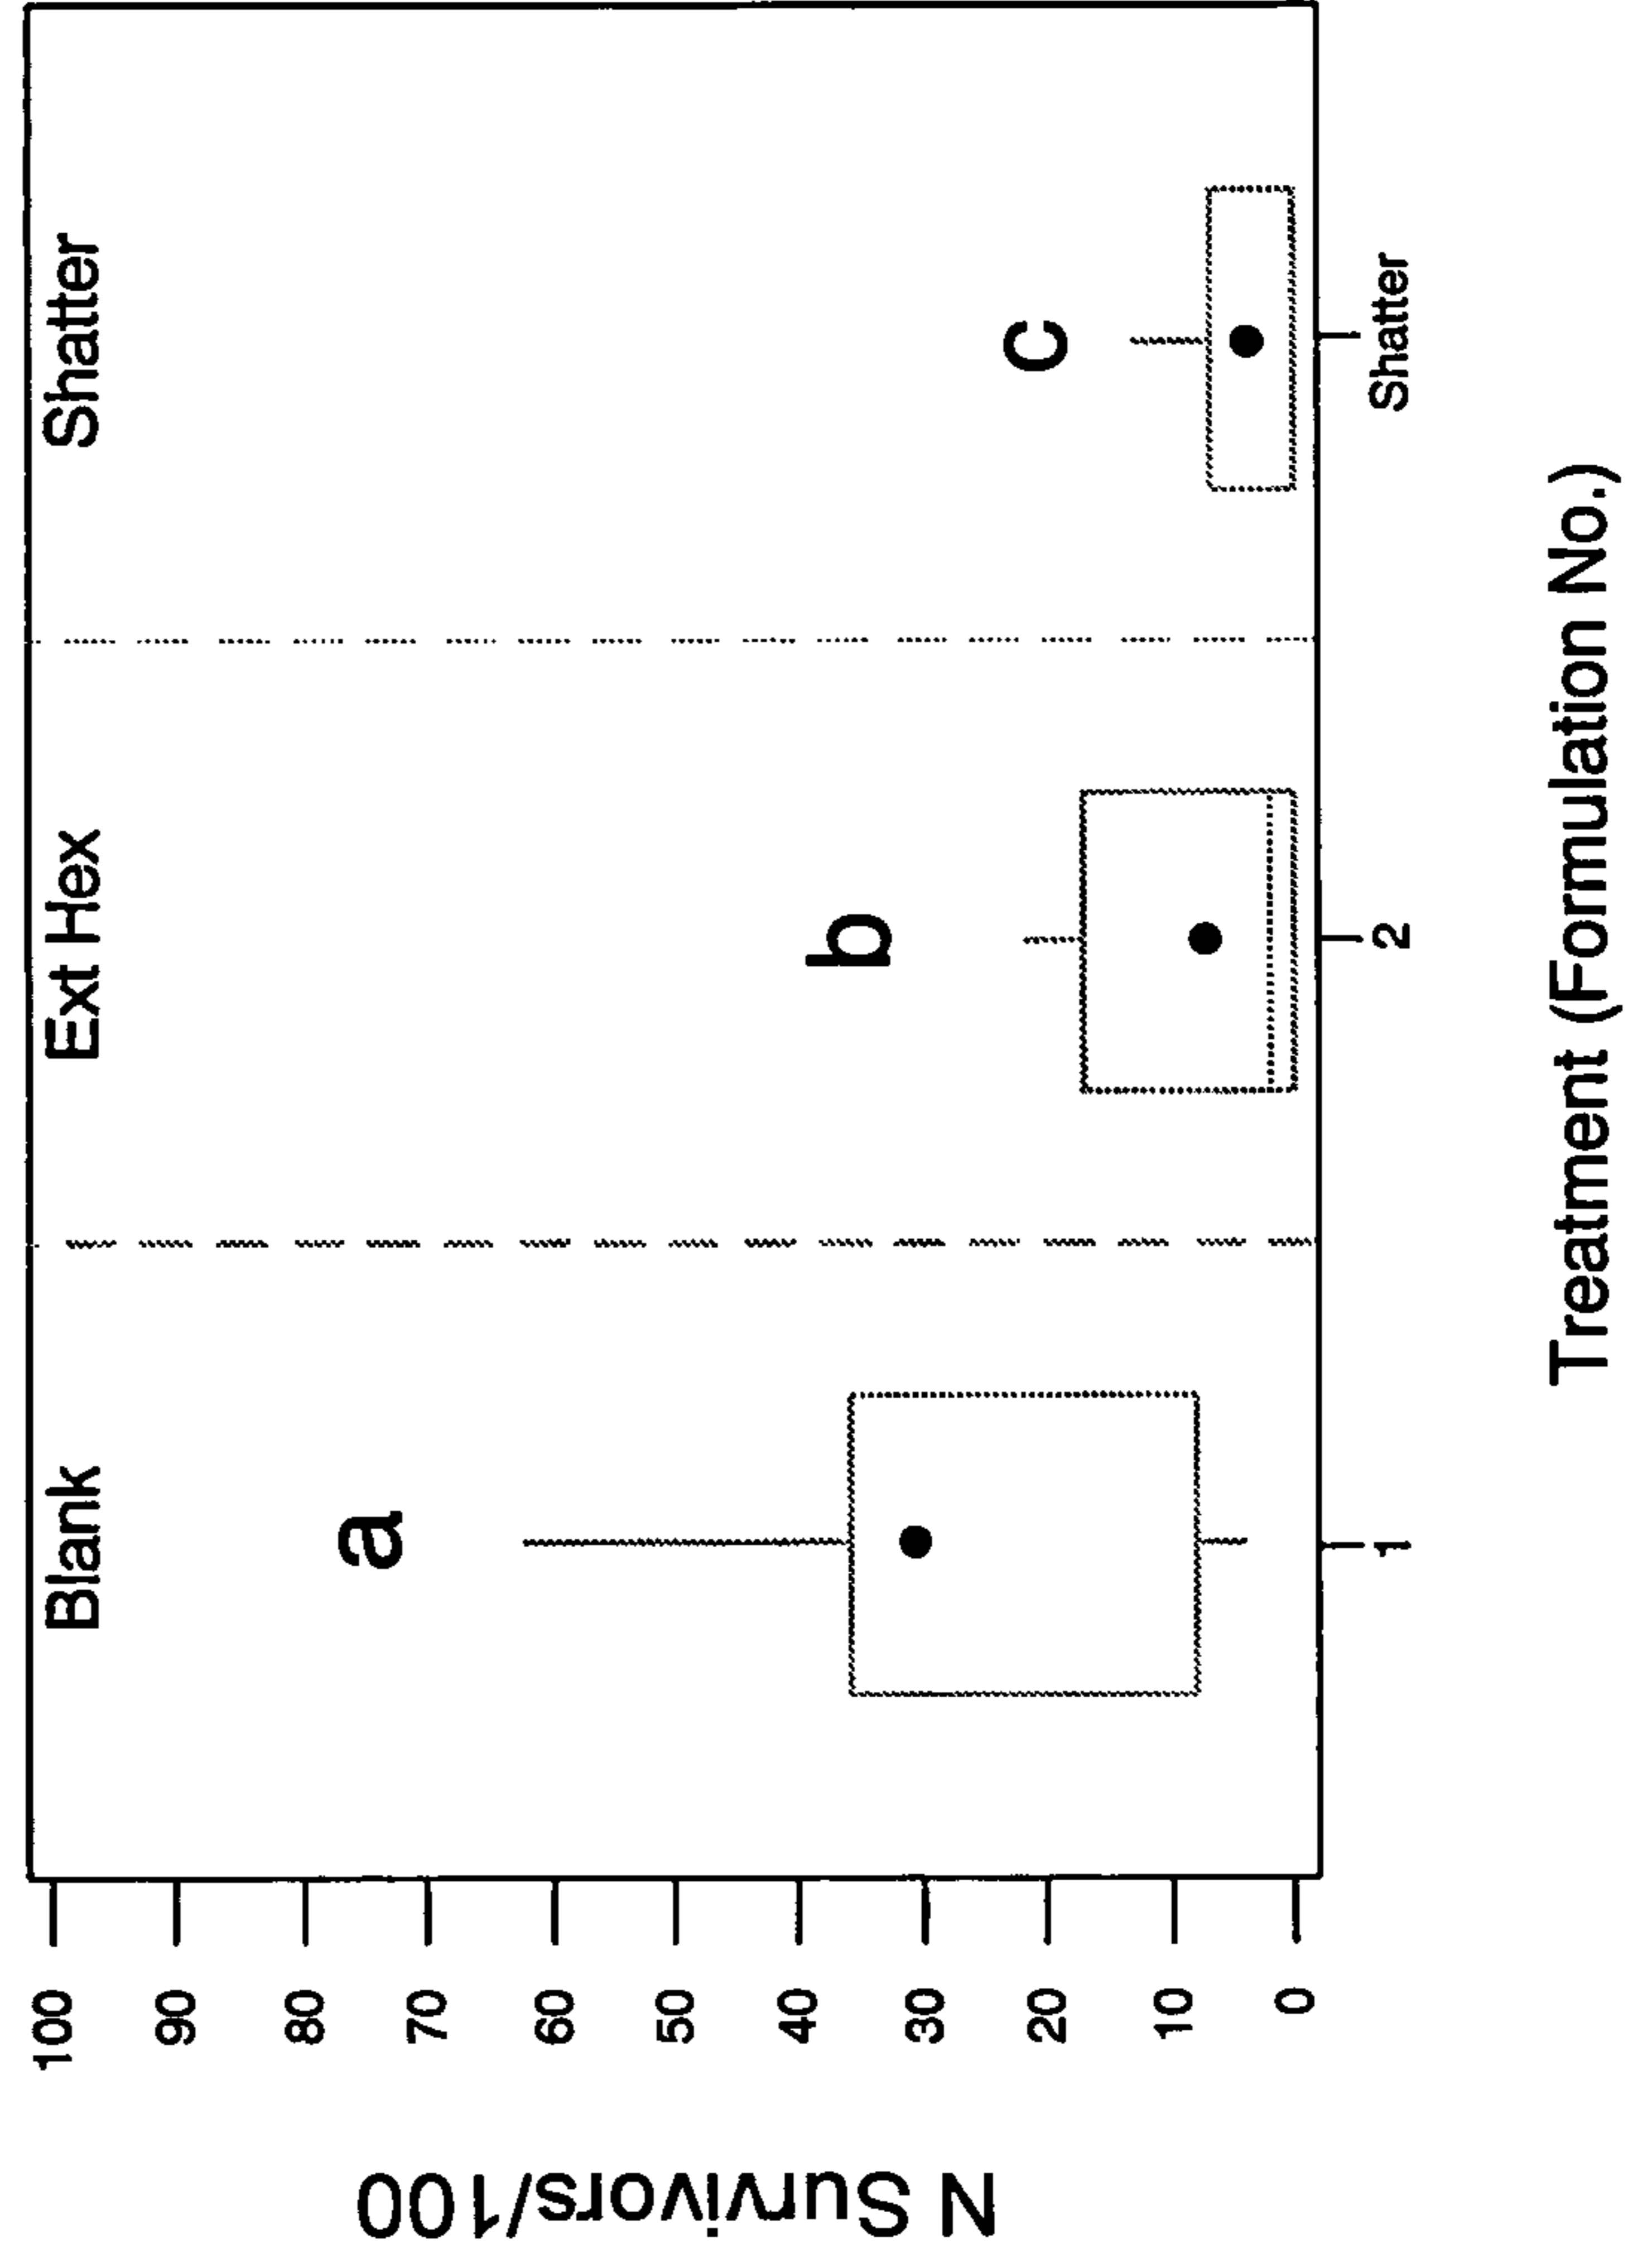 Blank Ext Hex Shatter
a
b
c
100
90
80
70
60
50
40
30
20
10
0
N Survivors/100
1 2 Shatter
Treatment (Formulation No.)